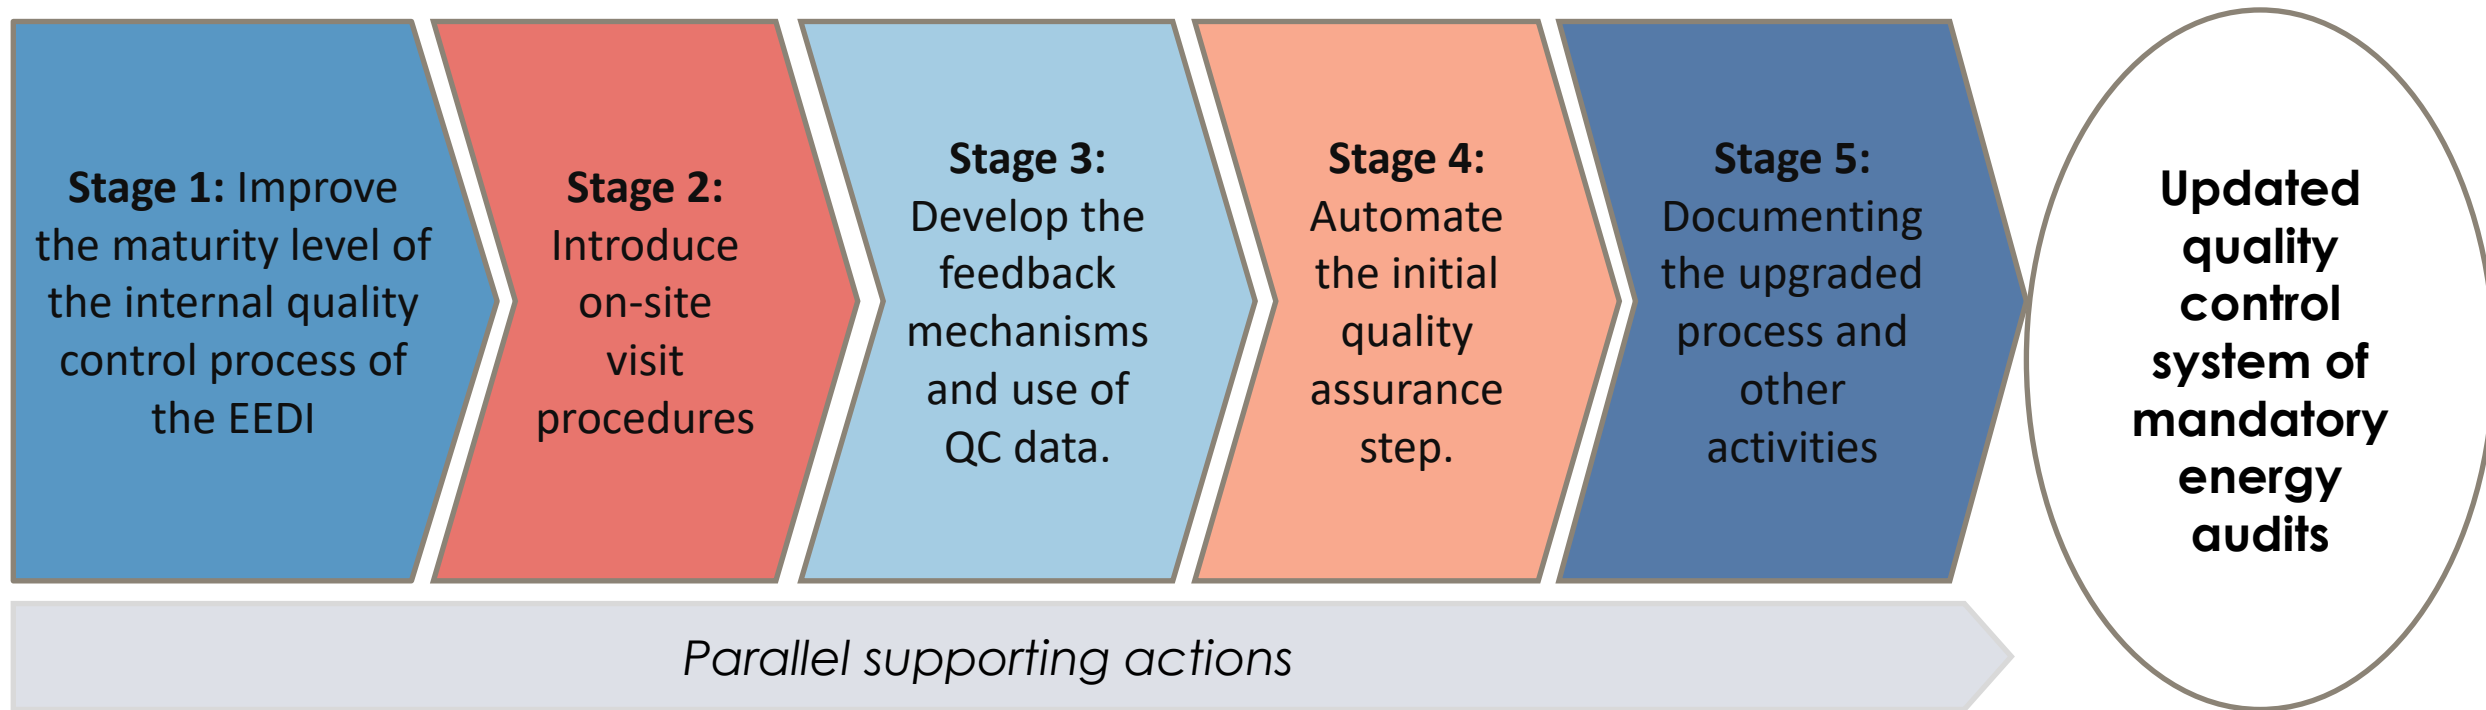 Stage 1: Improve
the maturity level of
the internal quality
control process of
the EEDI
Stage 2:
Introduce
on-site
visit
procedures
Stage 3:
Develop the
feedback
mechanisms
and use of
QC data.
Stage 4:
Automate
the initial
quality
assurance
step.
Stage 5:
Documenting
the upgraded
process and
other
activities
Updated
quality
control
system of
mandatory
energy
audits
Parallel supporting actions